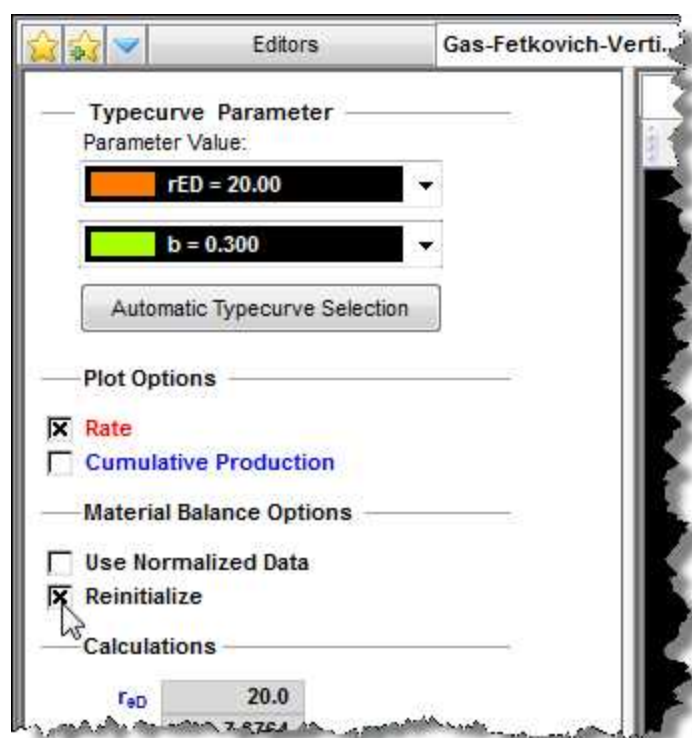 Editors
Gas-Fetkovich-Verti...
Typecurve Parameter
Parameter Value:
rED = 20.00
b = 0.300
Automatic Typecurve Selection
Plot Options
Rate
Cumulative Production
Material Balance Options
Use Normalized Data
Reinitialize
Calculations
reD 20.0